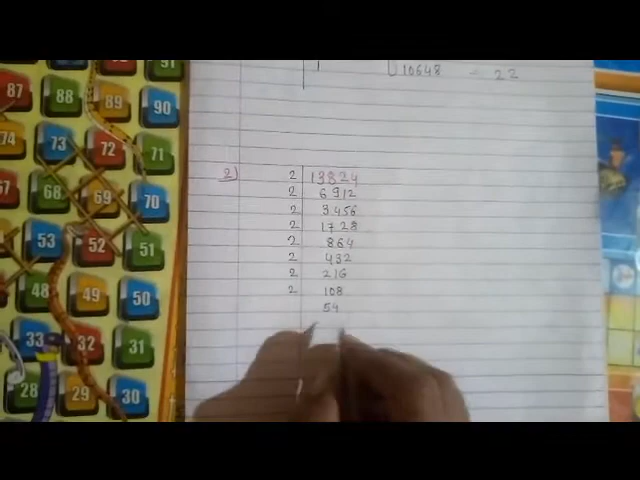 10648 = 22
2) 2 13824
2 6912
2 3456
2 1728
2 864
2 432
2 216
2 108
54
87 88 89 90
74 73 72 71
67 68 69 70
53 52 51
48 49 50
33 32 31
28 29 30